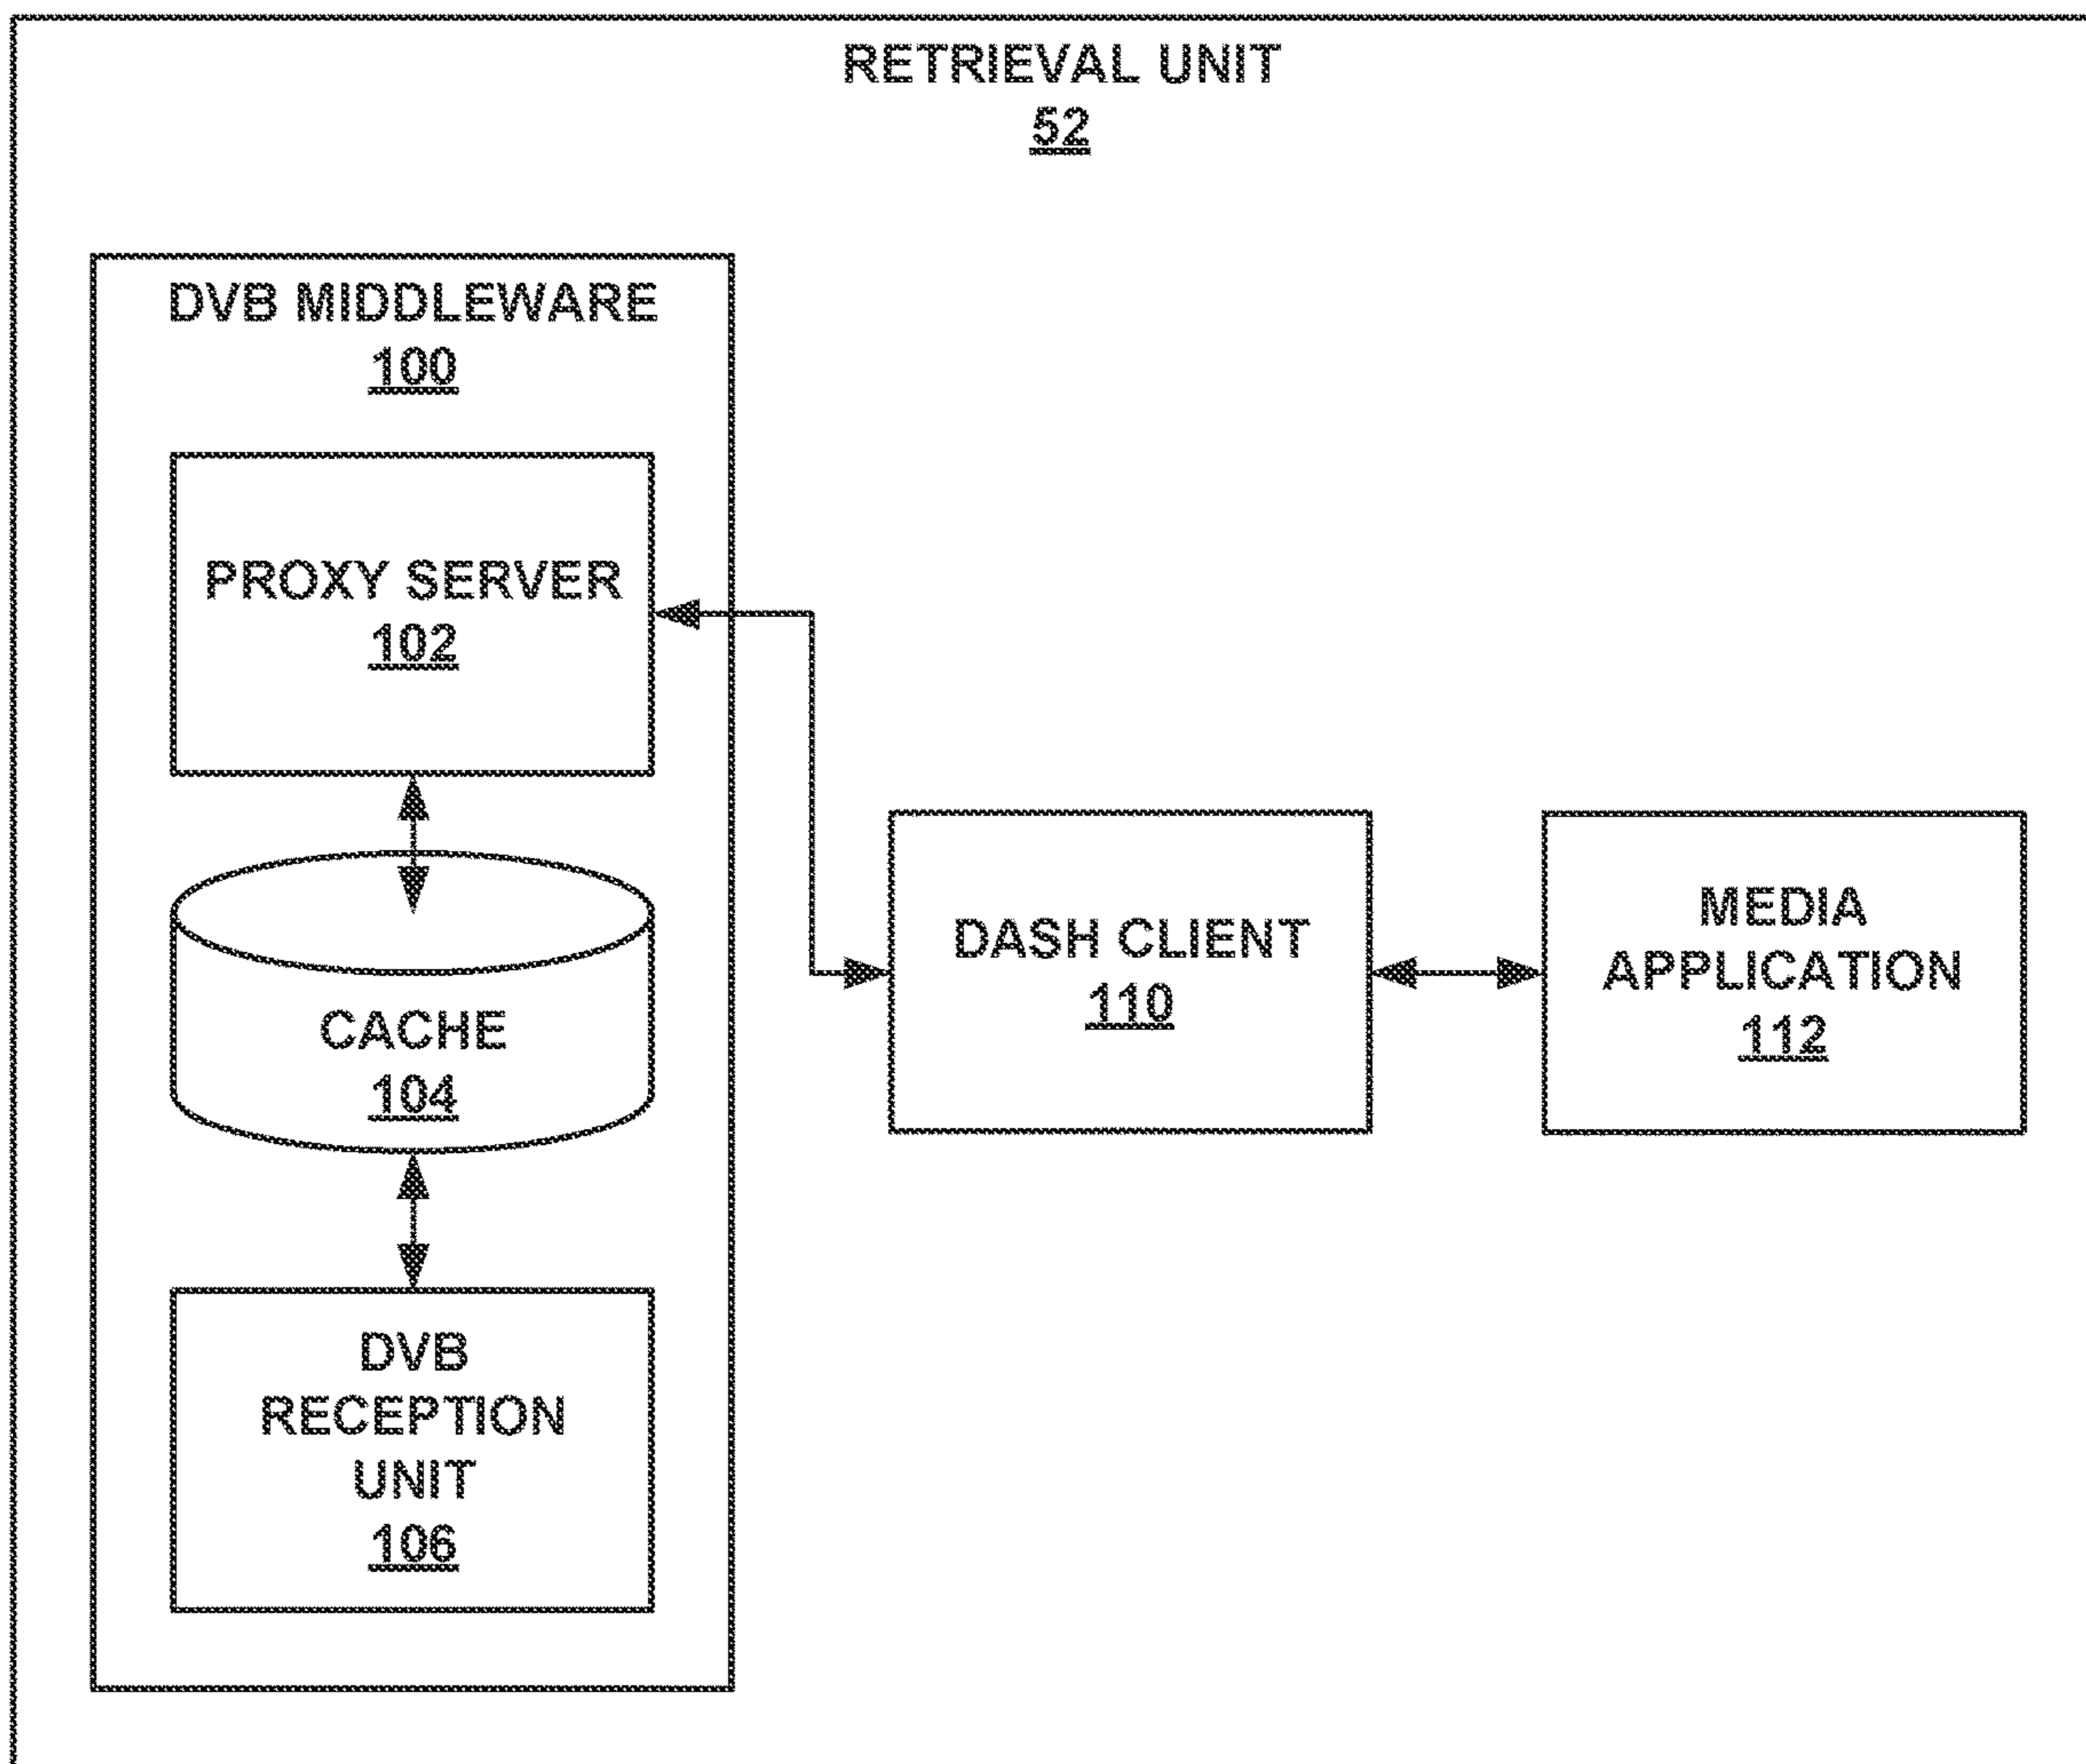 RETRIEVAL UNIT
52
DVB MIDDLEWARE
100
PROXY SERVER
102
CACHE
104
DVB
RECEPTION
UNIT
106
DASH CLIENT
110
MEDIA
APPLICATION
112